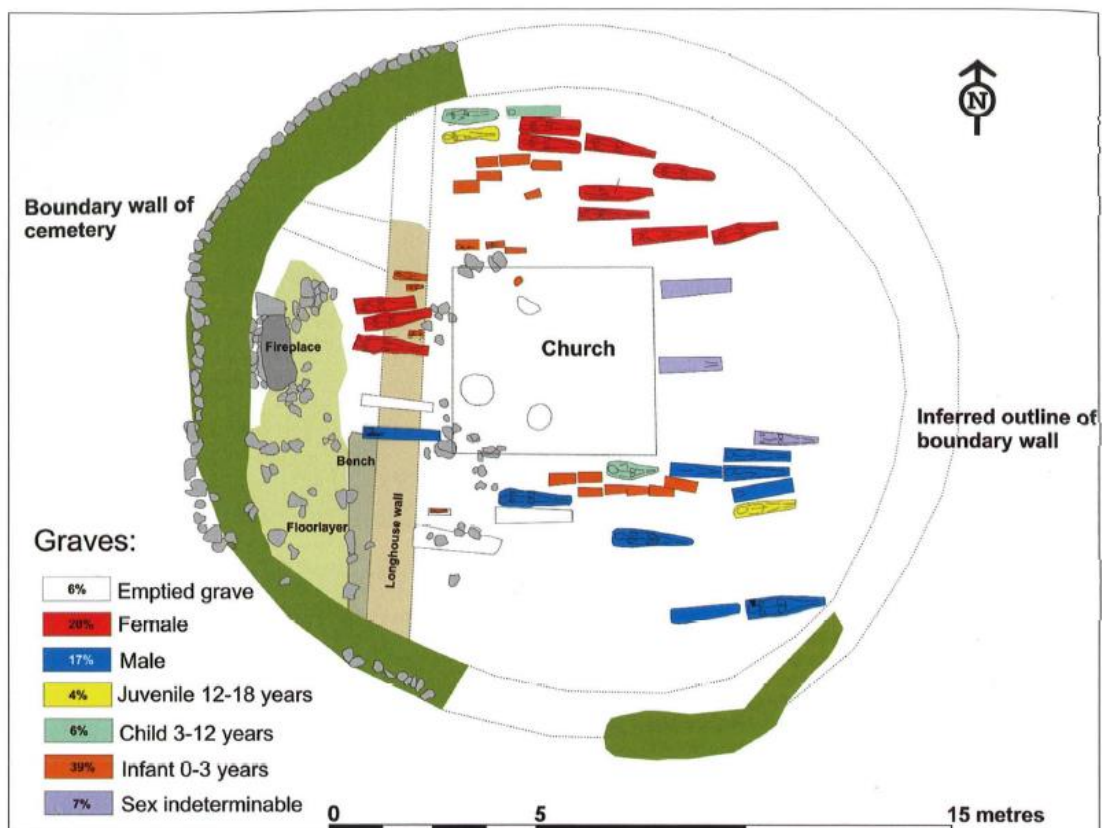 N
Boundary wall of
cemetery
Fireplace
Church
Inferred outline of
boundary wall
Bench
Floorlayer
Longhouse wall
Graves:
6% Emptied grave
20% Female
17% Male
4% Juvenile 12-18 years
6% Child 3-12 years
39% Infant 0-3 years
7% Sex indeterminable
0 5 15 metres